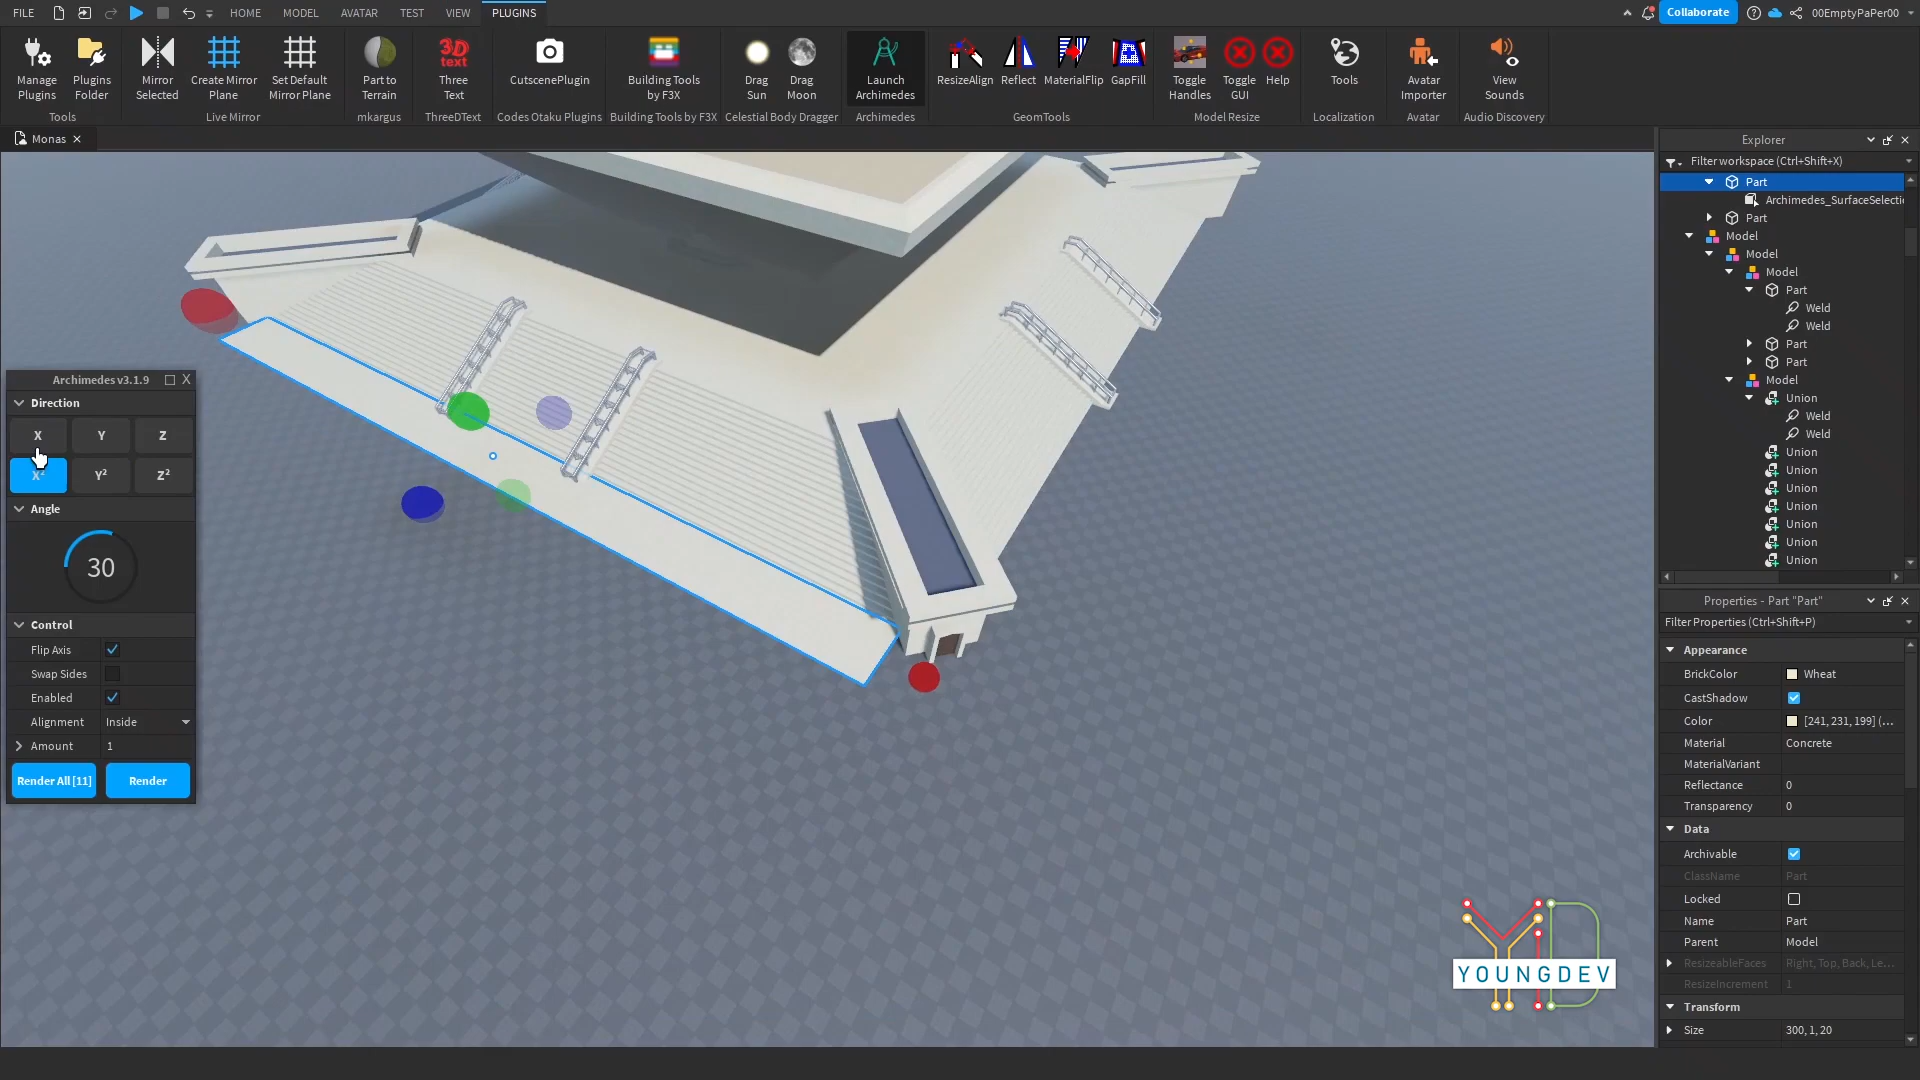 FILE HOME MODEL AVATAR TEST VIEW PLUGINS Collaborate 00EmptyPaPer00
Manage Plugins
Plugins Folder
Tools
Mirror Selected
Create Mirror Plane
Set Default Mirror Plane
Live Mirror
Part to Terrain
mkargus
3D text
Three Text
ThreeDText
CutscenePlugin
Codes Otaku Plugins
Building Tools by F3X
Building Tools by F3X
Drag Sun
Drag Moon
Celestial Body Dragger
Launch Archimedes
Archimedes
ResizeAlign Reflect MaterialFlip GapFill
GeomTools
Toggle Handles
Toggle GUI
Help
Model Resize
Tools
Localization
Avatar Importer
Avatar
View Sounds
Audio Discovery
Monas
Archimedes v3.1.9 X
Direction
X Y Z
X² Y² Z²
Angle
30
Control
Flip Axis
Swap Sides
Enabled
Alignment Inside
Amount 1
Render All [11] Render
YOUNGDEV
Explorer
Filter workspace (Ctrl+Shift+X)
Part
Archimedes_SurfaceSelecti
Part
Model
Model
Model
Part
Weld
Weld
Part
Part
Model
Union
Weld
Weld
Union
Union
Union
Union
Union
Union
Union
Properties - Part "Part"
Filter Properties (Ctrl+Shift+P)
Appearance
BrickColor Wheat
CastShadow
Color [241, 231, 199] (...
Material Concrete
MaterialVariant
Reflectance 0
Transparency 0
Data
Archivable
ClassName Part
Locked
Name Part
Parent Model
ResizeableFaces Right, Top, Back, Le...
ResizeIncrement 1
Transform
Size 300, 1, 20